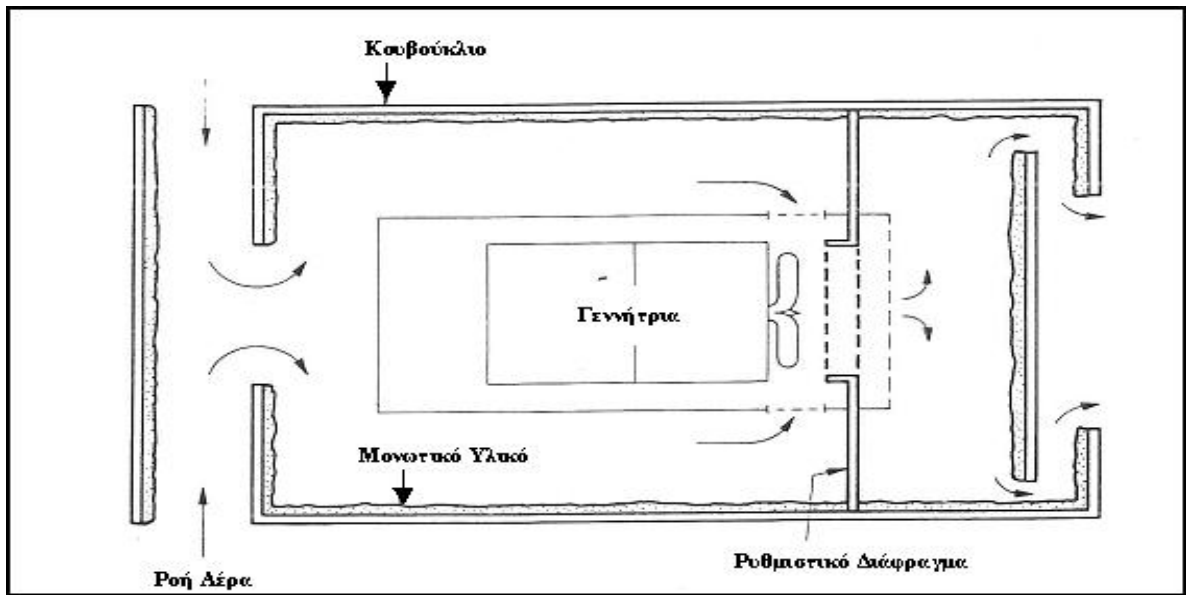 Κουβούκλιο
Γεννήτρια
Μονωτικό Υλικό
Ρυθμιστικό Διάφραγμα
Ροή Αέρα